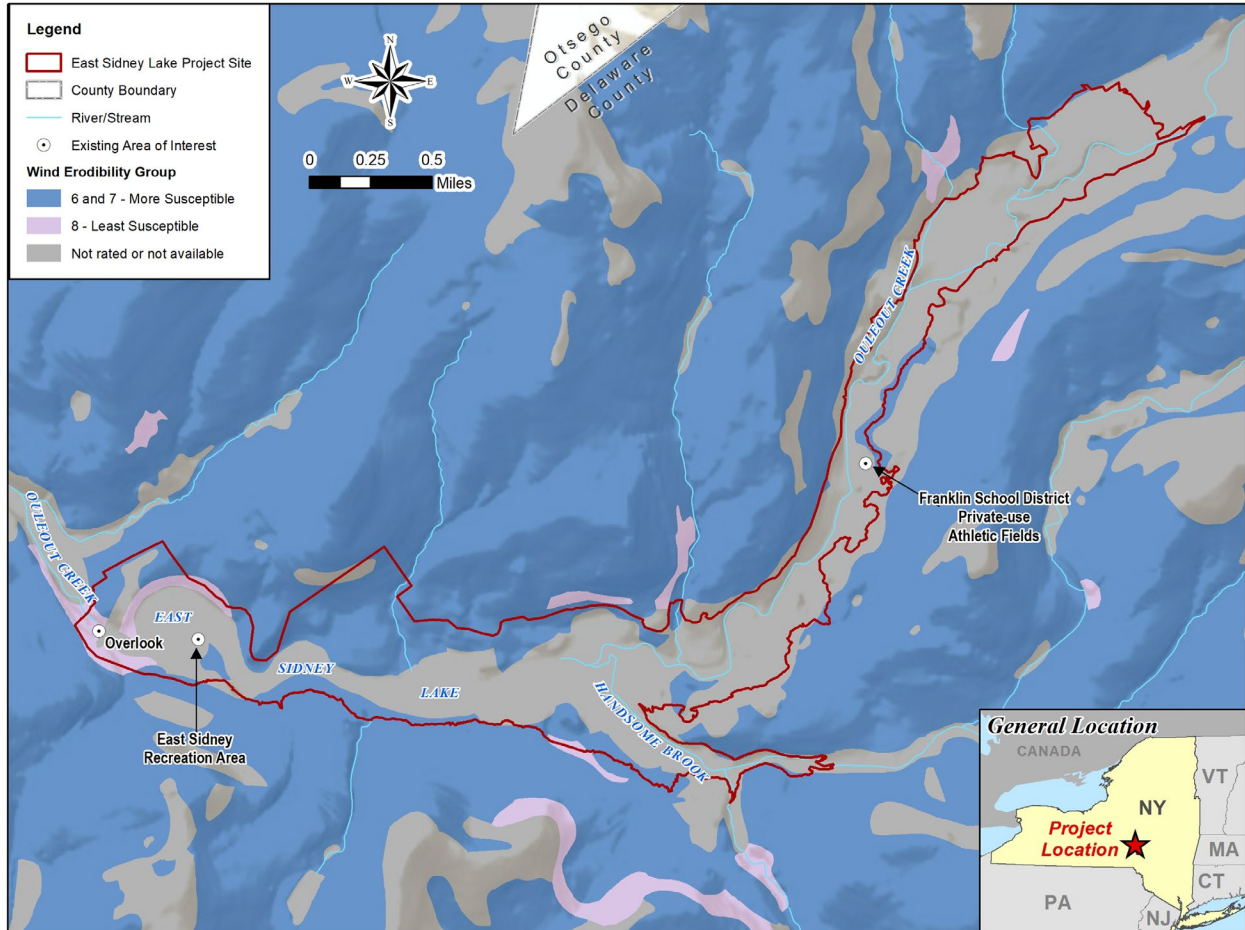 Legend
East Sidney Lake Project Site
County Boundary
River/Stream
Existing Area of Interest
Wind Erodibility Group
6 and 7 - More Susceptible
8 - Least Susceptible
Not rated or not available
N
W
E
S
0 0.25 0.5
Miles
Otsego
County
Delaware
County
OULEOUT CREEK
Franklin School District
Private-use
Athletic Fields
OULEOUT CREEK
EAST
SIDNEY
LAKE
Overlook
East Sidney
Recreation Area
HANDSOME BROOK
General Location
CANADA
VT
NY
Project
Location
MA
CT
PA
NJ